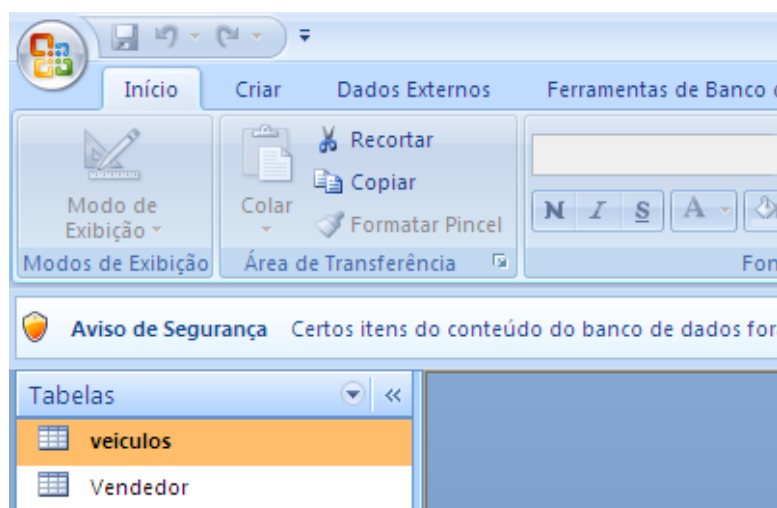 Início Criar Dados Externos Ferramentas de Banco
Modo de
Exibição
Colar
Recortar
Copiar
Formatar Pincel
N I S A
Modos de Exibição Área de Transferência Fon
Aviso de Segurança Certos itens do conteúdo do banco de dados for
Tabelas
veiculos
Vendedor